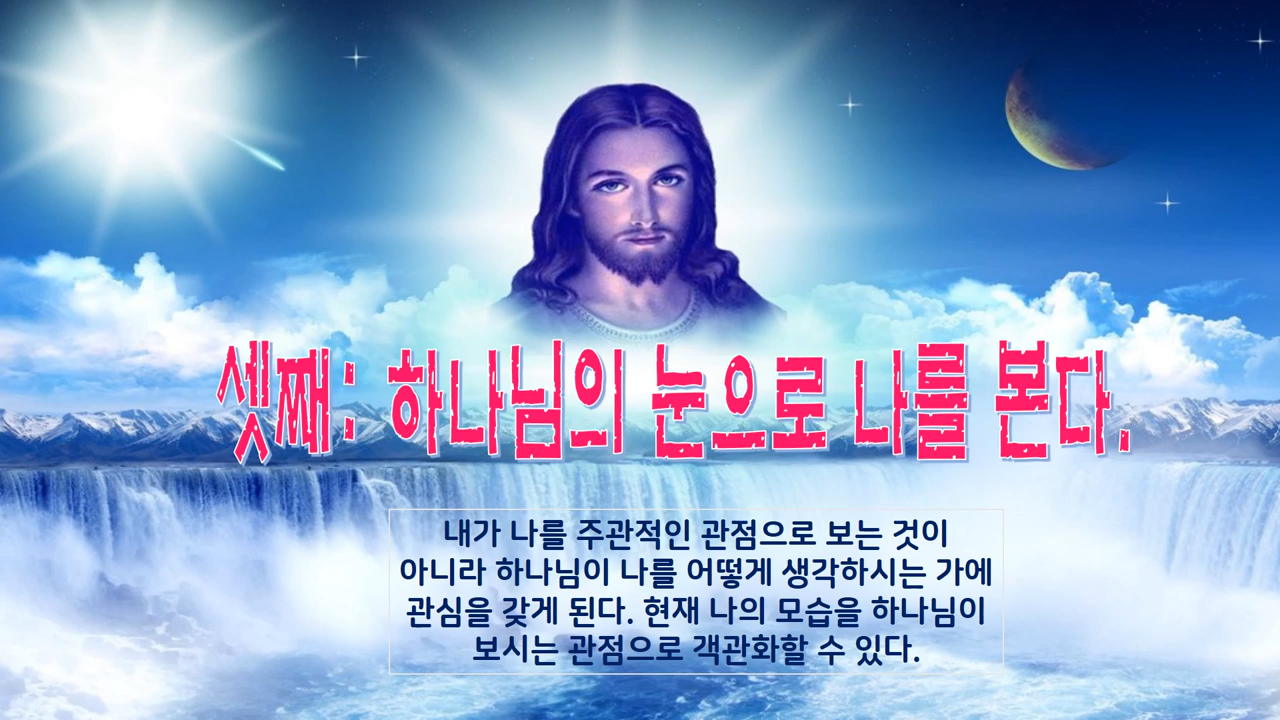 셋째: 하나님의 눈으로 나를 본다.
내가 나를 주관적인 관점으로 보는 것이
아니라 하나님이 나를 어떻게 생각하시는 가에
관심을 갖게 된다. 현재 나의 모습을 하나님이
보시는 관점으로 객관화할 수 있다.